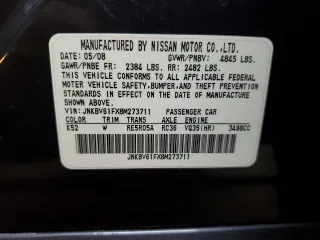 MANUFACTURED BY NISSAN MOTOR CO.,LTD.
DATE: 05/08 GVWR/PNBV: 4845 LBS.
GAWR/PNBE FR: 2384 LBS. RR: 2482 LBS.
THIS VEHICLE CONFORMS TO ALL APPLICABLE FEDERAL
MOTOR VEHICLE SAFETY,BUMPER,AND THEFT PREVENTION
STANDARDS IN EFFECT ON THE DATE OF MANUFACTURE
SHOWN ABOVE.
VIN: JNKBV61FX8M273711 PASSENGER CAR
COLOR TRIM TRANS AXLE ENGINE
K52 W RE5R05A RC36 VQ35(HR) 3498CC
JNKBV61FX8M273711